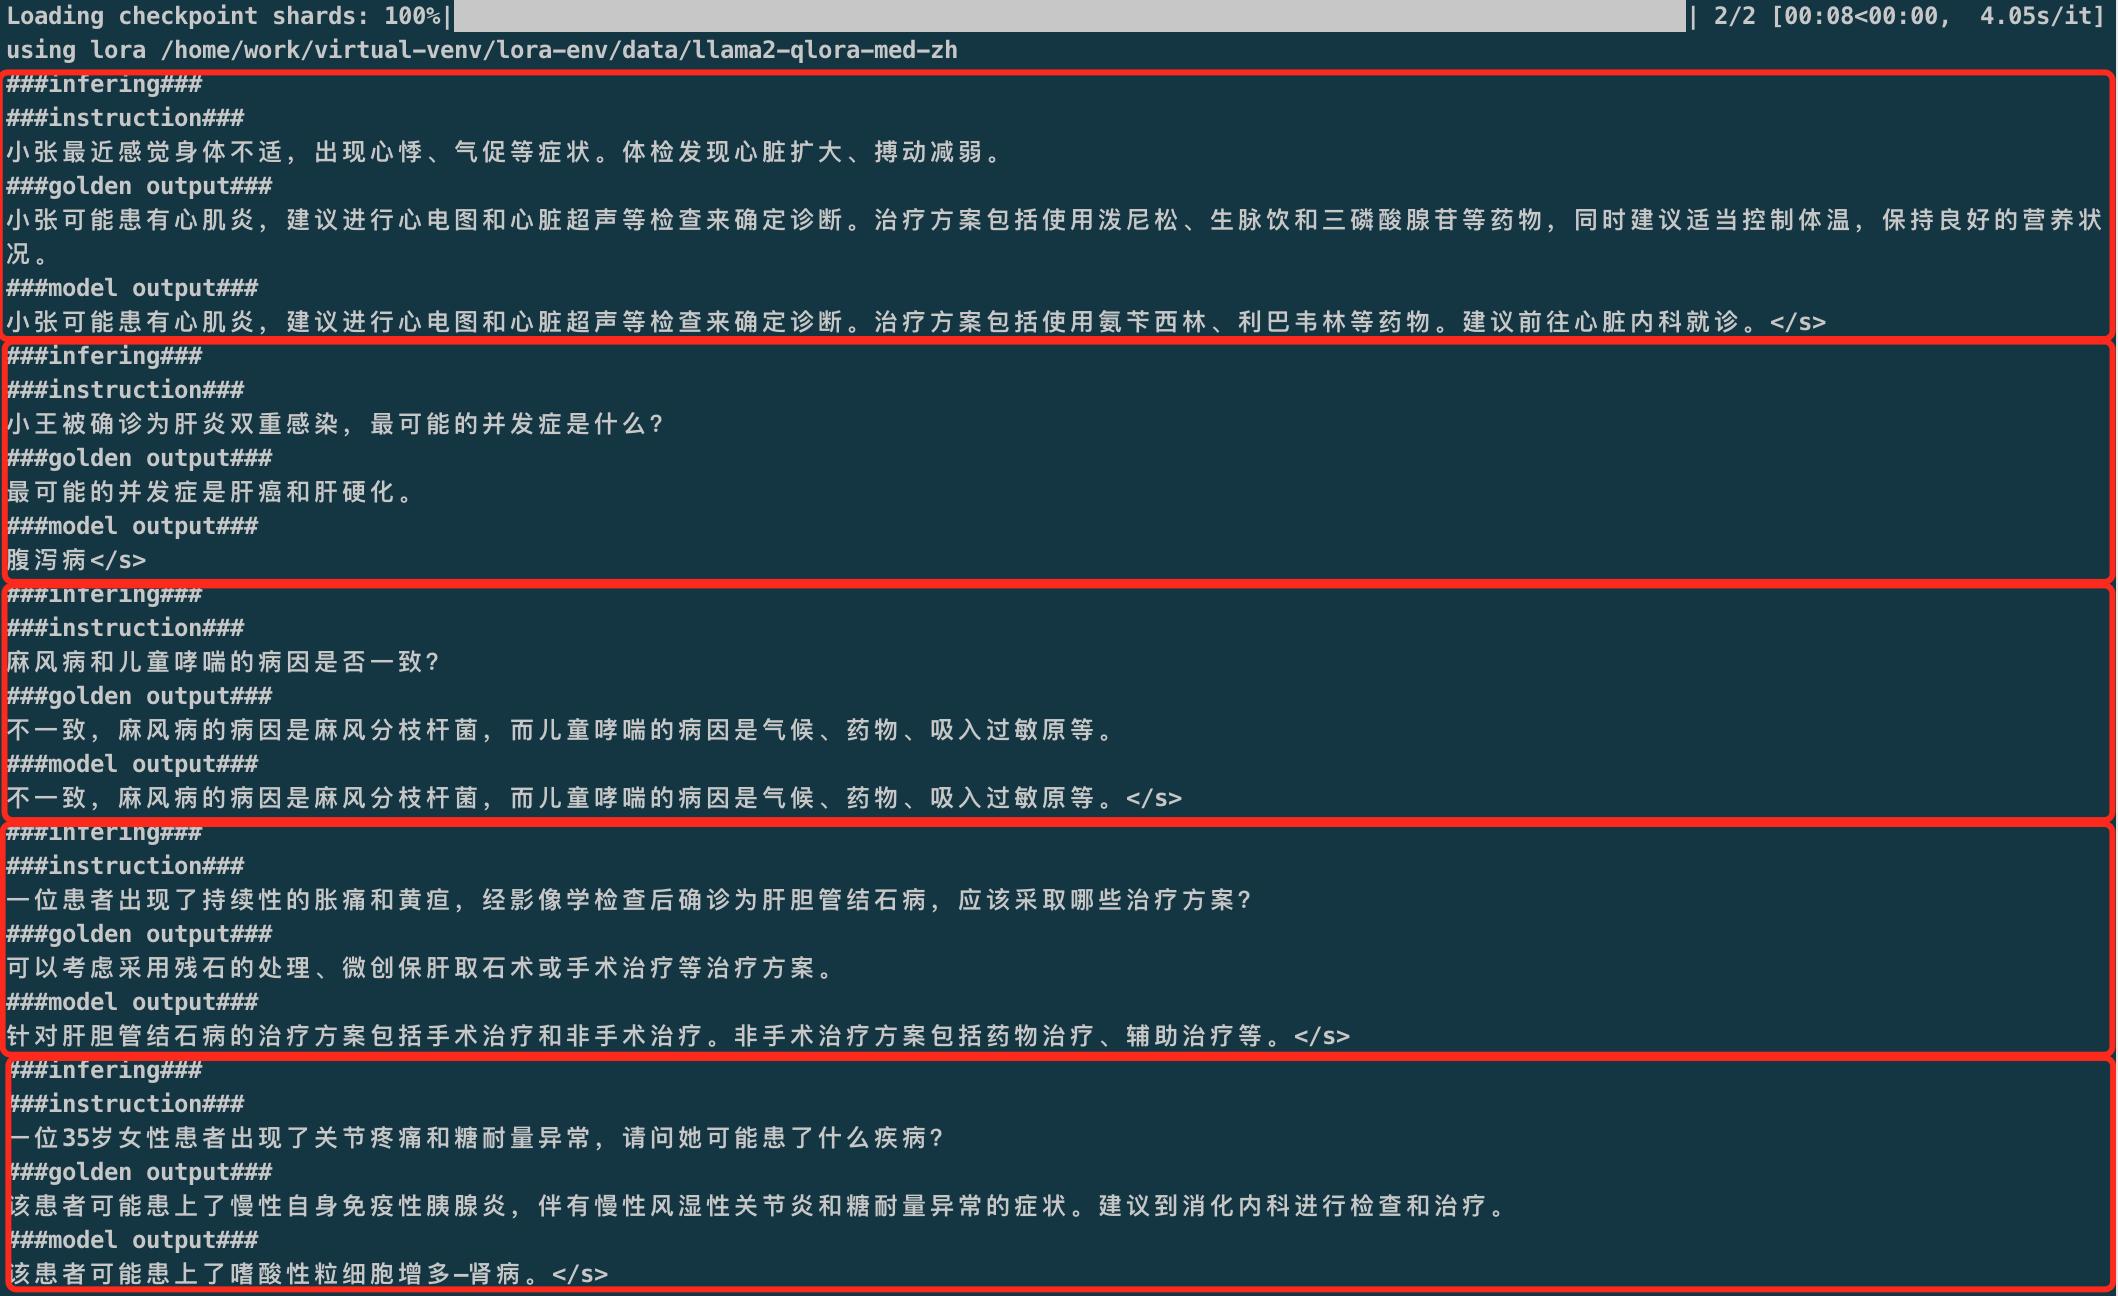 Loading checkpoint shards: 100%| | 2/2 [00:08<00:00,  4.05s/it]
using lora /home/work/virtual-venv/lora-env/data/llama2-qlora-med-zh
###infering###
###instruction###
小张最近感觉身体不适，出现心悸、气促等症状。体检发现心脏扩大、搏动减弱。
###golden output###
小张可能患有心肌炎，建议进行心电图和心脏超声等检查来确定诊断。治疗方案包括使用泼尼松、生脉饮和三磷酸腺苷等药物，同时建议适当控制体温，保持良好的营养状
况。
###model output###
小张可能患有心肌炎，建议进行心电图和心脏超声等检查来确定诊断。治疗方案包括使用氨苄西林、利巴韦林等药物。建议前往心脏内科就诊。</s>
###infering###
###instruction###
小王被确诊为肝炎双重感染，最可能的并发症是什么？
###golden output###
最可能的并发症是肝癌和肝硬化。
###model output###
腹泻病</s>
###infering###
###instruction###
麻风病和儿童哮喘的病因是否一致？
###golden output###
不一致，麻风病的病因是麻风分枝杆菌，而儿童哮喘的病因是气候、药物、吸入过敏原等。
###model output###
不一致，麻风病的病因是麻风分枝杆菌，而儿童哮喘的病因是气候、药物、吸入过敏原等。</s>
###infering###
###instruction###
一位患者出现了持续性的胀痛和黄疸，经影像学检查后确诊为肝胆管结石病，应该采取哪些治疗方案？
###golden output###
可以考虑采用残石的处理、微创保肝取石术或手术治疗等治疗方案。
###model output###
针对肝胆管结石病的治疗方案包括手术治疗和非手术治疗。非手术治疗方案包括药物治疗、辅助治疗等。</s>
###infering###
###instruction###
一位35岁女性患者出现了关节疼痛和糖耐量异常，请问她可能患了什么疾病？
###golden output###
该患者可能患上了慢性自身免疫性胰腺炎，伴有慢性风湿性关节炎和糖耐量异常的症状。建议到消化内科进行检查和治疗。
###model output###
该患者可能患上了嗜酸性粒细胞增多-肾病。</s>